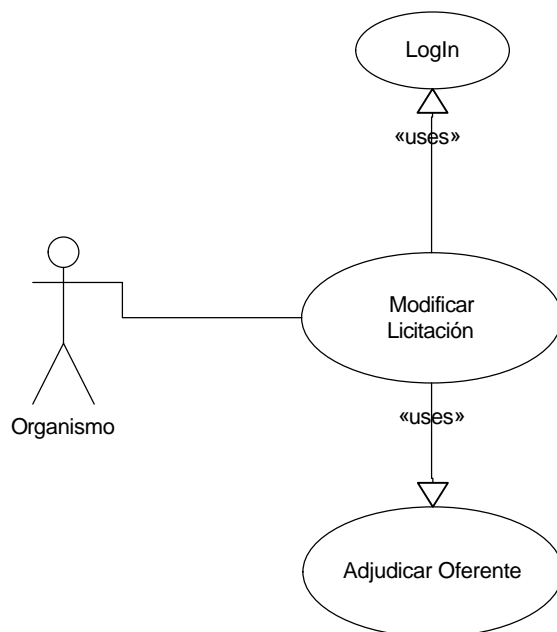 LogIn
«uses»
Modificar
Licitación
Organismo
«uses»
Adjudicar Oferente